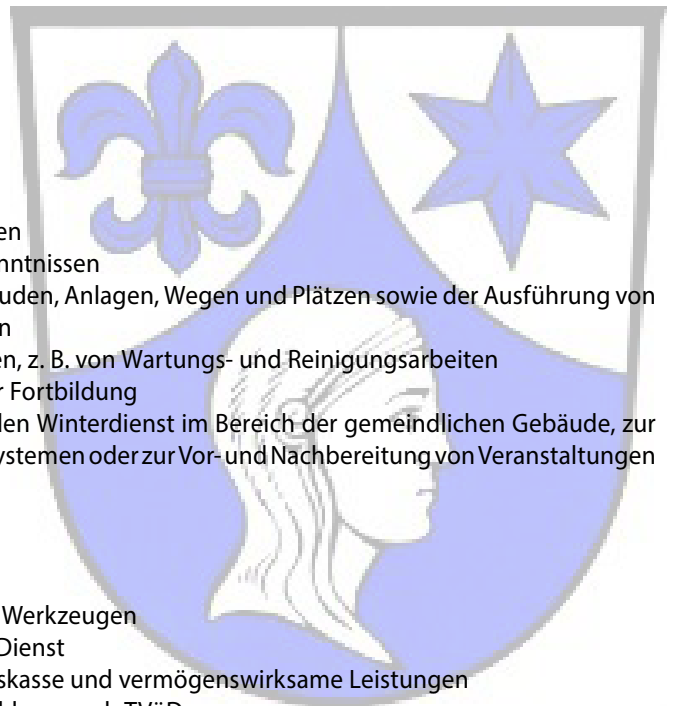 en
nntnissen
uden, Anlagen, Wegen und Plätzen sowie der Ausführung von
n
en, z. B. von Wartungs- und Reinigungsarbeiten
r Fortbildung
len Winterdienst im Bereich der gemeindlichen Gebäude, zur
ystemen oder zur Vor- und Nachbereitung von Veranstaltungen
Werkzeugen
Dienst
skasse und vermögenswirksame Leistungen